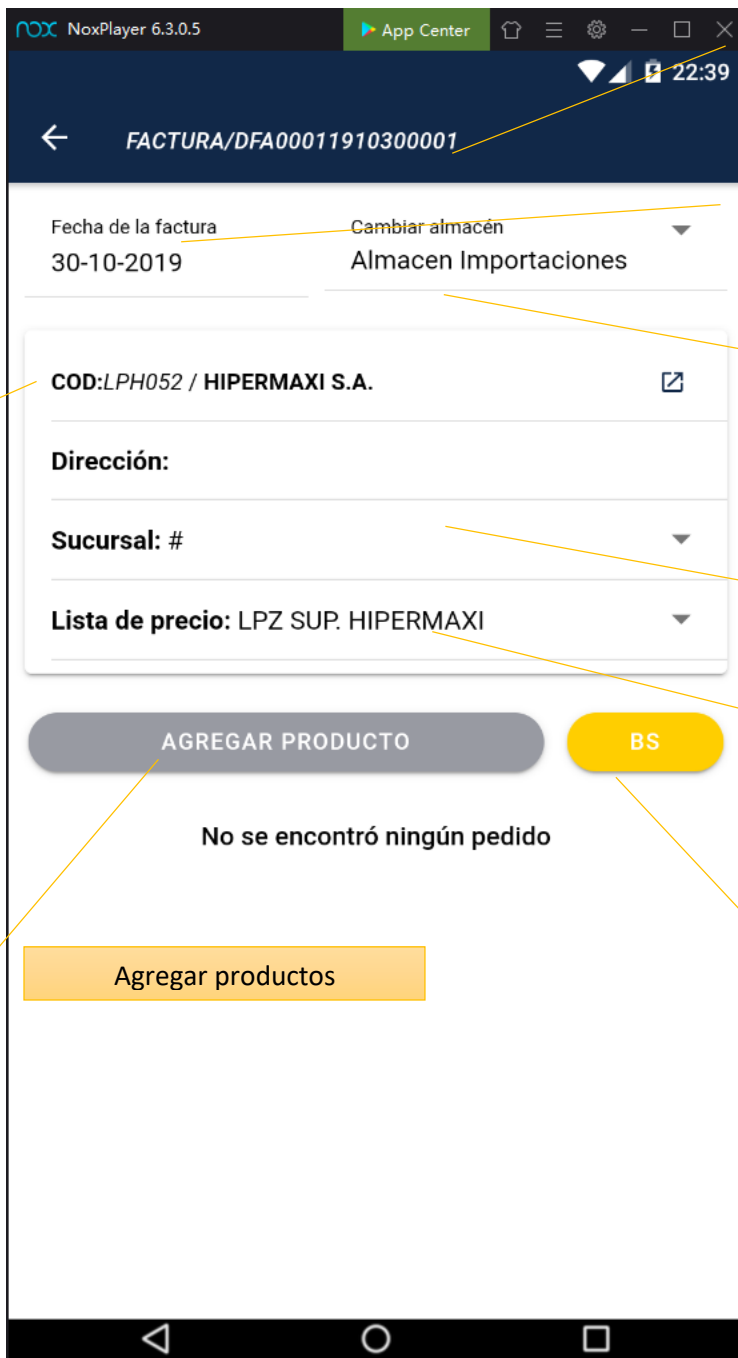 nox NoxPlayer 6.3.0.5 App Center
22:39
FACTURA/DFA00011910300001
Fecha de la factura Cambiar almacén
30-10-2019 Almacen Importaciones
COD:LPH052 / HIPERMAXI S.A.
Dirección:
Sucursal: #
Lista de precio: LPZ SUP. HIPERMAXI
AGREGAR PRODUCTO BS
No se encontró ningún pedido
Agregar productos